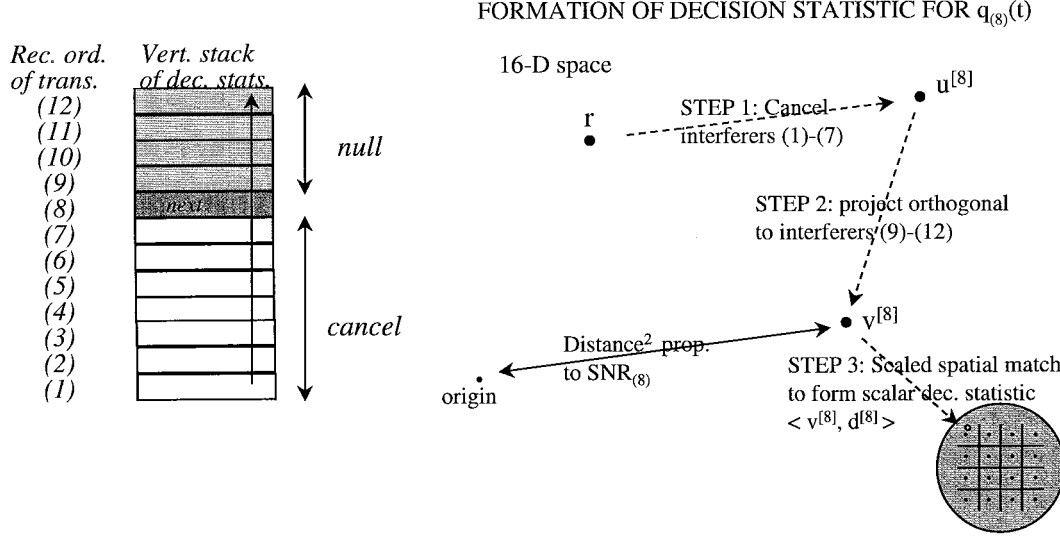 FORMATION OF DECISION STATISTIC FOR q(8)(t)
Rec. ord.
of trans.
Vert. stack
of dec. stats.
(12)
(11)
(10)
(9)
(8)
(7)
(6)
(5)
(4)
(3)
(2)
(1)
next
null
cancel
16-D space
r
STEP 1: Cancel
interferers (1)-(7)
u[8]
STEP 2: project orthogonal
to interferers (9)-(12)
v[8]
Distance2 prop.
to SNR(8)
origin
STEP 3: Scaled spatial match
to form scalar dec. statistic
< v[8], d[8] >